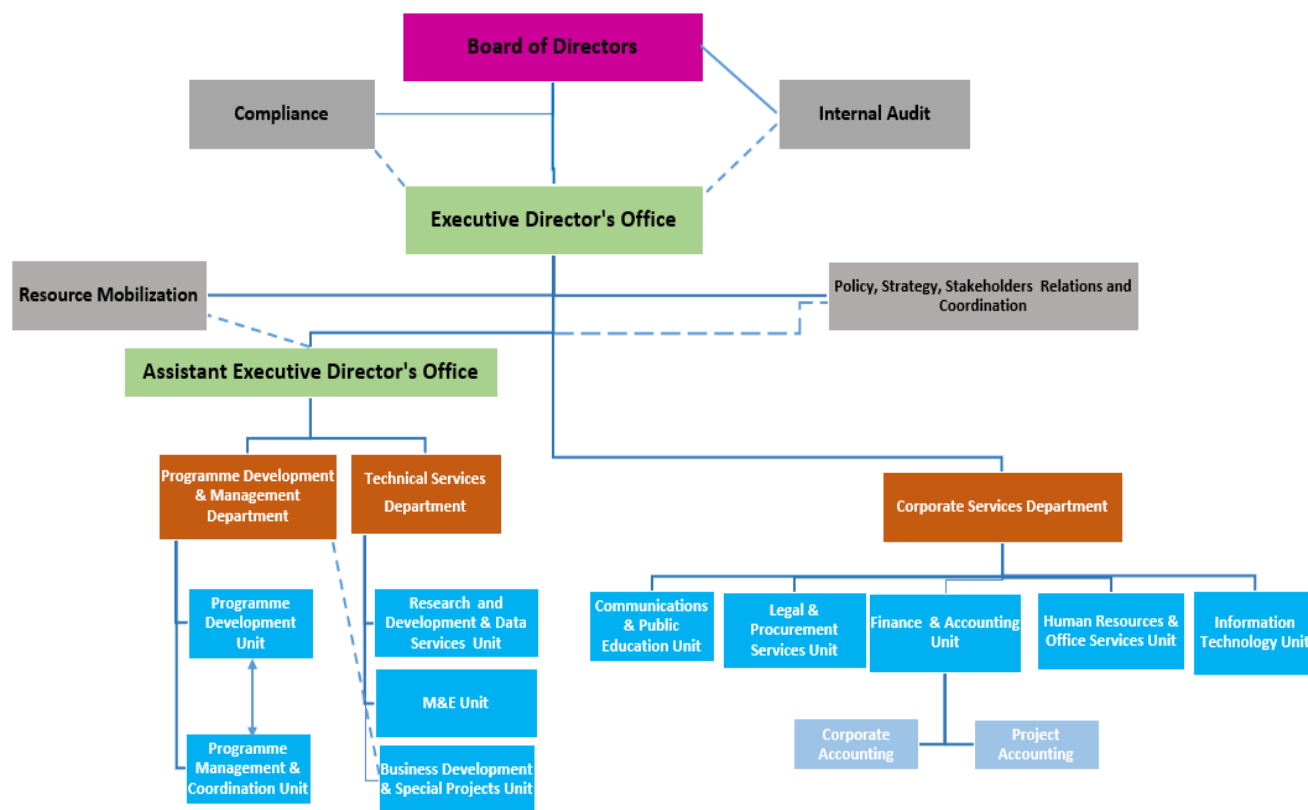 Board of Directors
Compliance
Internal Audit
Executive Director's Office
Resource Mobilization
Policy, Strategy, Stakeholders Relations and
Coordination
Assistant Executive Director's Office
Programme Development
& Management
Department
Technical Services
Department
Corporate Services Department
Programme
Development
Unit
Research and
Development & Data
Services Unit
Communications
& Public
Education Unit
Legal &
Procurement
Services Unit
Finance & Accounting
Unit
Human Resources &
Office Services Unit
Information
Technology Unit
M&E Unit
Programme
Management &
Coordination Unit
Business Development
& Special Projects Unit
Corporate
Accounting
Project
Accounting